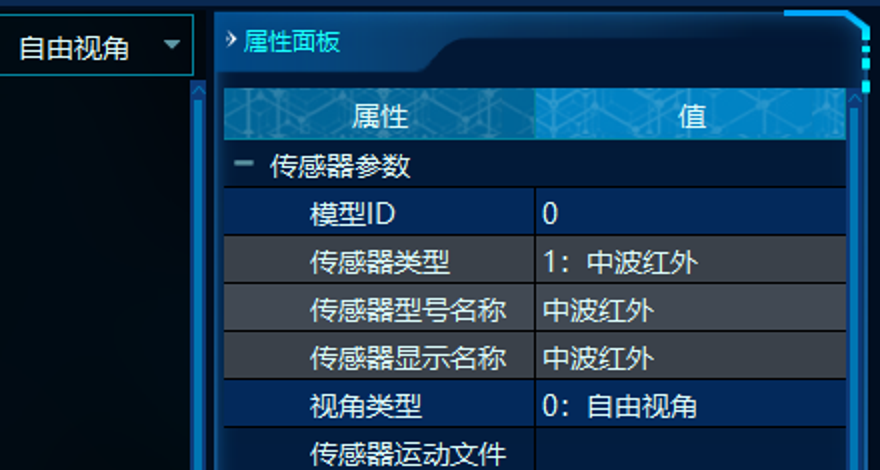 自由视角
属性面板
属性 值
传感器参数
模型ID 0
传感器类型 1：中波红外
传感器型号名称 中波红外
传感器显示名称 中波红外
视角类型 0：自由视角
传感器运动文件